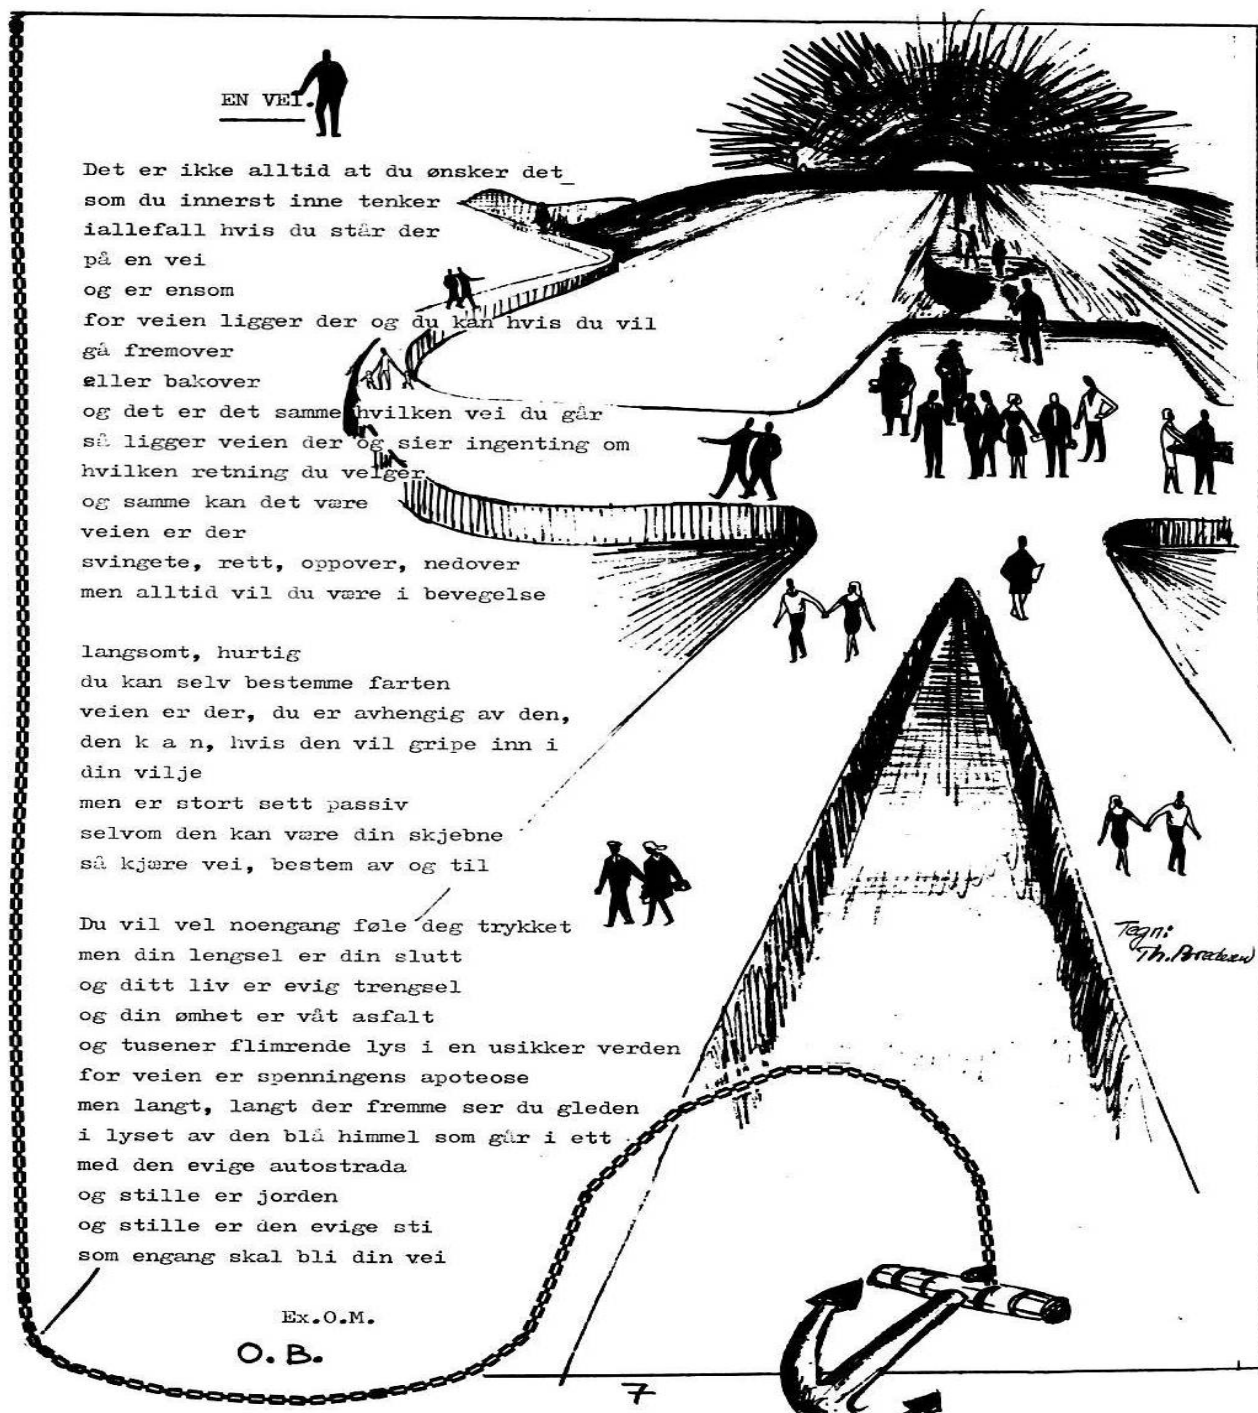 EN VEI.
Det er ikke alltid at du ønsker det
som du innerst inne tenker
iallefall hvis du står der
på en vei
og er ensom
for veien ligger der og du kan hvis du vil
gå fremover
eller bakover
og det er det samme hvilken vei du går
så ligger veien der og sier ingenting om
hvilken retning du velger
og samme kan det være
veien er der
svingete, rett, oppover, nedover
men alltid vil du være i bevegelse
langsomt, hurtig
du kan selv bestemme farten
veien er der, du er avhengig av den,
den k a n, hvis den vil gripe inn i
din vilje
men er stort sett passiv
selvom den kan være din skjebne
så kjære vei, bestem av og til
Du vil vel noengang føle deg trykket
men din lengsel er din slutt
og ditt liv er evig trengsel
og din ømhet er våt asfalt
og tusener flimrende lys i en usikker verden
for veien er spenningens apoteose
men langt, langt der fremme ser du gleden
i lyset av den blå himmel som går i ett
med den evige autostrada
og stille er jorden
og stille er den evige sti
som engang skal bli din vei
Ex.O.M.
O. B.
Tegn:
Th.
7